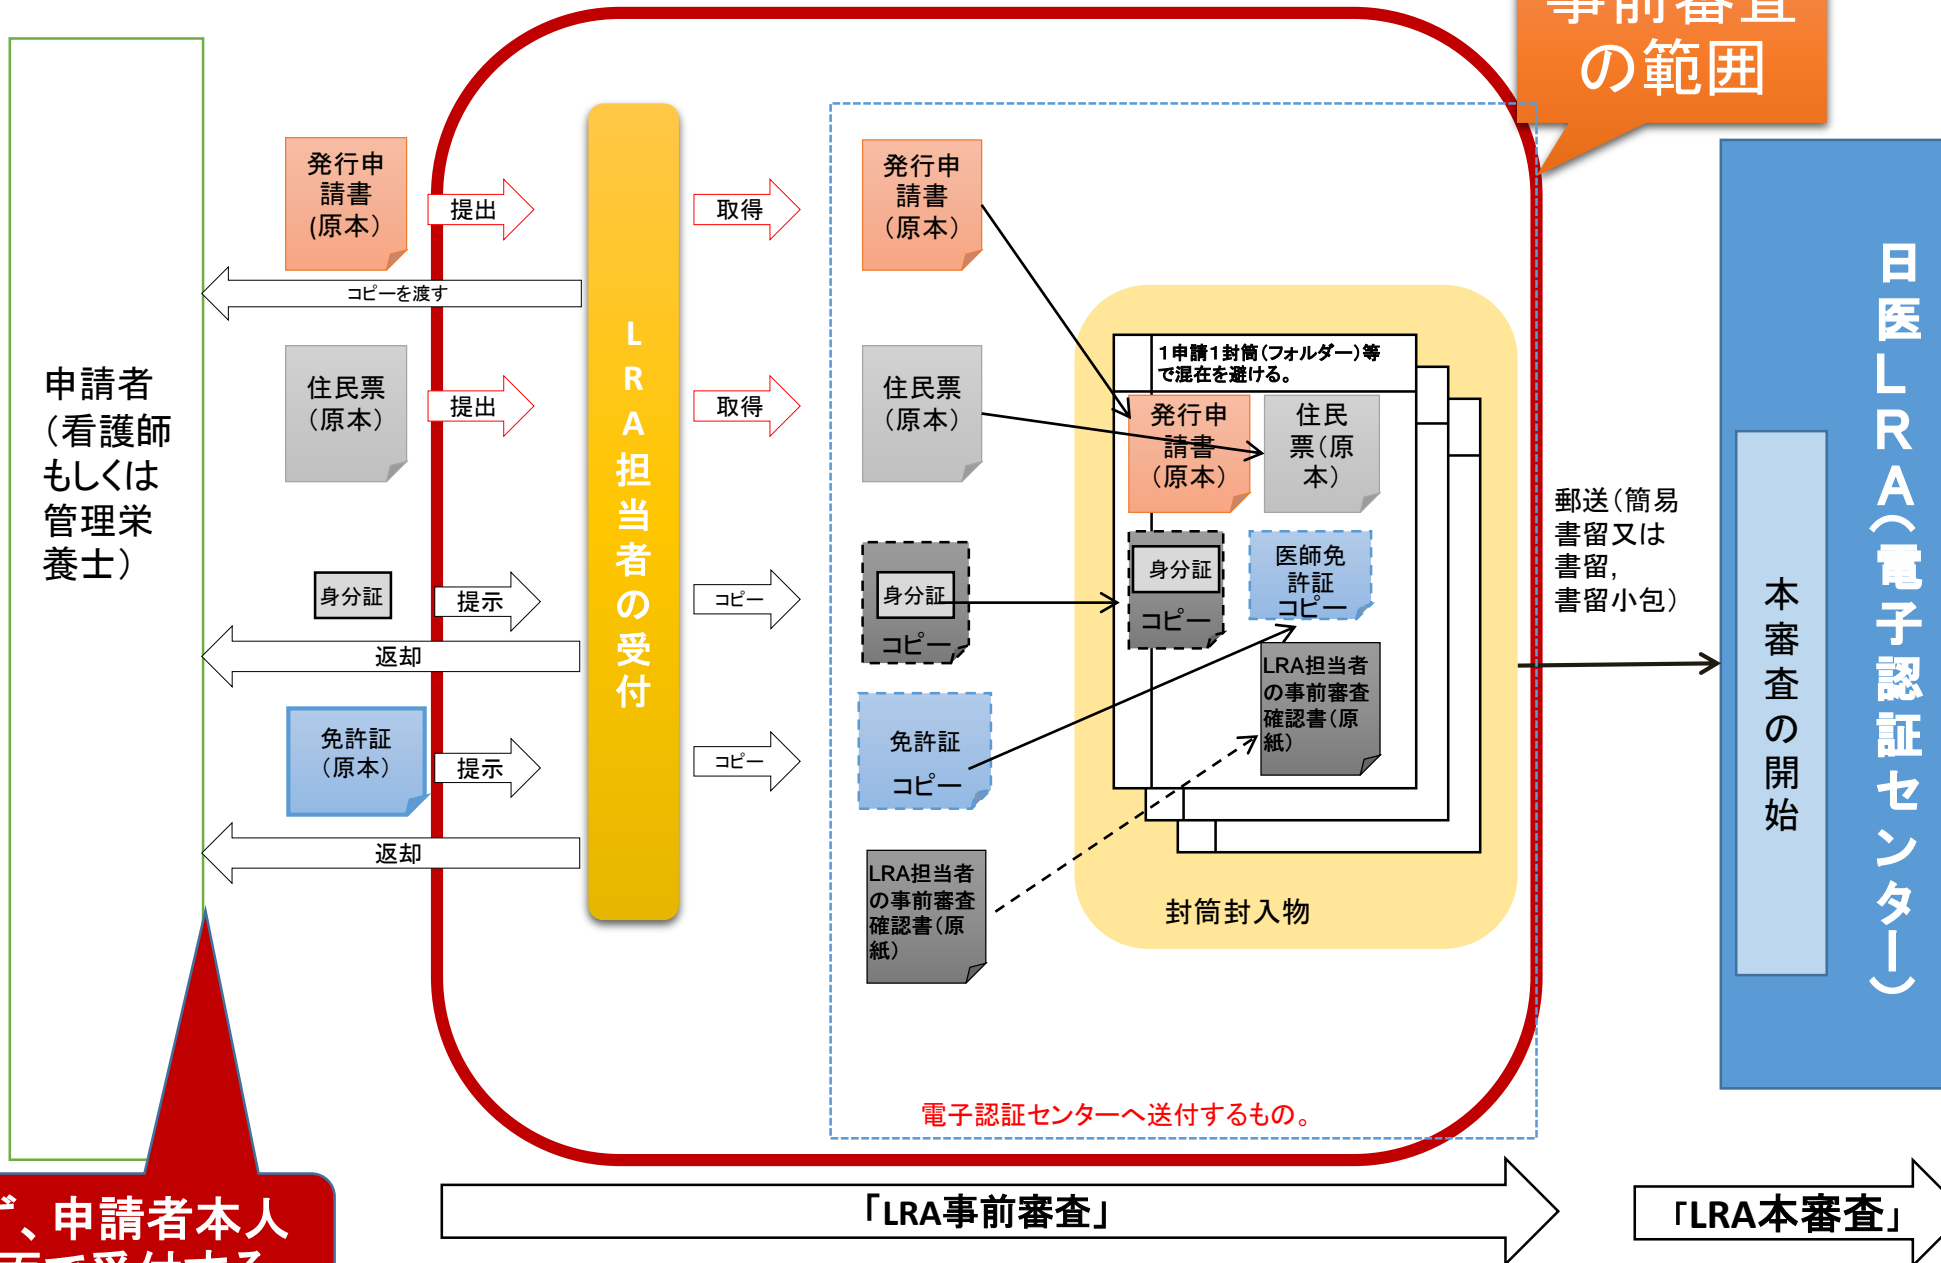 事前審査
の範囲
申請者
（看護師
もしくは
管理栄
養士）
発行申
請書
(原本）
提出
コピーを渡す
住民票
（原本）
提出
身分証
提示
返却
免許証
（原本）
提示
返却
LRA担当者の受付
取得
取得
コピー
コピー
発行申
請書
（原本）
住民票
（原本）
身分証
コピー
免許証
コピー
LRA担当者
の事前審査
確認書（原
紙）
１申請１封筒（フォルダー）等
で混在を避ける。
発行申
請書
（原本）
住民
票（原
本）
身分証
コピー
医師免
許証
コピー
LRA担当者
の事前審査
確認書（原
紙）
封筒封入物
電子認証センターへ送付するもの。
郵送（簡易
書留又は
書留,
書留小包）
本審査の開始
日医LRA（電子認証センター）
、申請者本人
「LRA事前審査」
「LRA本審査」